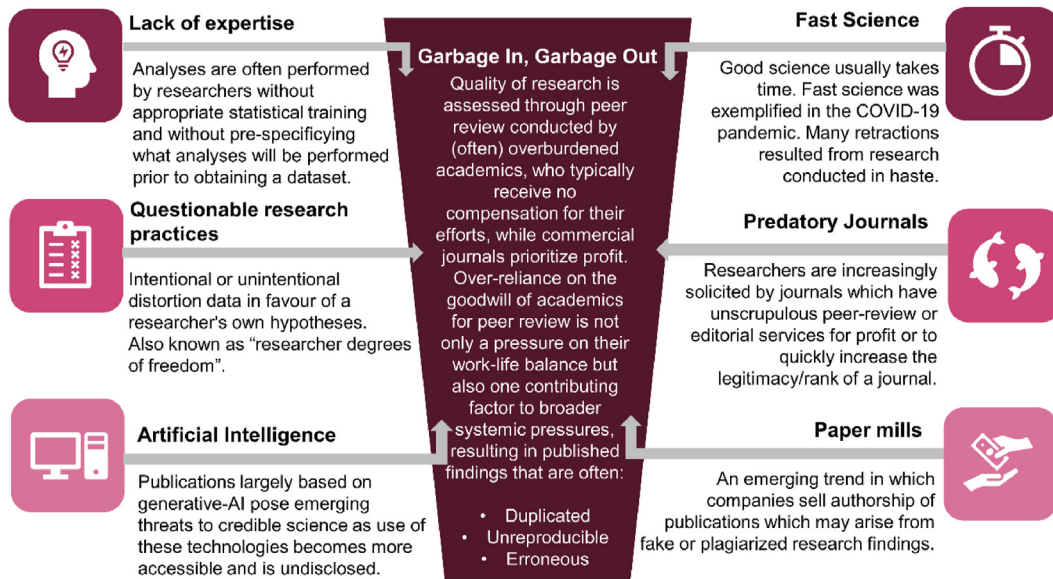 Lack of expertise
Analyses are often performed
by researchers without
appropriate statistical training
and without pre-specificying
what analyses will be performed
prior to obtaining a dataset.
Questionable research
practices
Intentional or unintentional
distortion data in favour of a
researcher's own hypotheses.
Also known as “researcher degrees
of freedom”.
Artificial Intelligence
Publications largely based on
generative-AI pose emerging
threats to credible science as use of
these technologies becomes more
accessible and is undisclosed.
Garbage In, Garbage Out
Quality of research is
assessed through peer
review conducted by
(often) overburdened
academics, who typically
receive no
compensation for their
efforts, while commercial
journals prioritize profit.
Over-reliance on the
goodwill of academics
for peer review is not
only a pressure on their
work-life balance but
also one contributing
factor to broader
systemic pressures,
resulting in published
findings that are often:
• Duplicated
• Unreproducible
• Erroneous
Fast Science
Good science usually takes
time. Fast science was
exemplified in the COVID-19
pandemic. Many retractions
resulted from research
conducted in haste.
Predatory Journals
Researchers are increasingly
solicited by journals which have
unscrupulous peer-review or
editorial services for profit or to
quickly increase the
legitimacy/rank of a journal.
Paper mills
An emerging trend in which
companies sell authorship of
publications which may arise from
fake or plagiarized research findings.